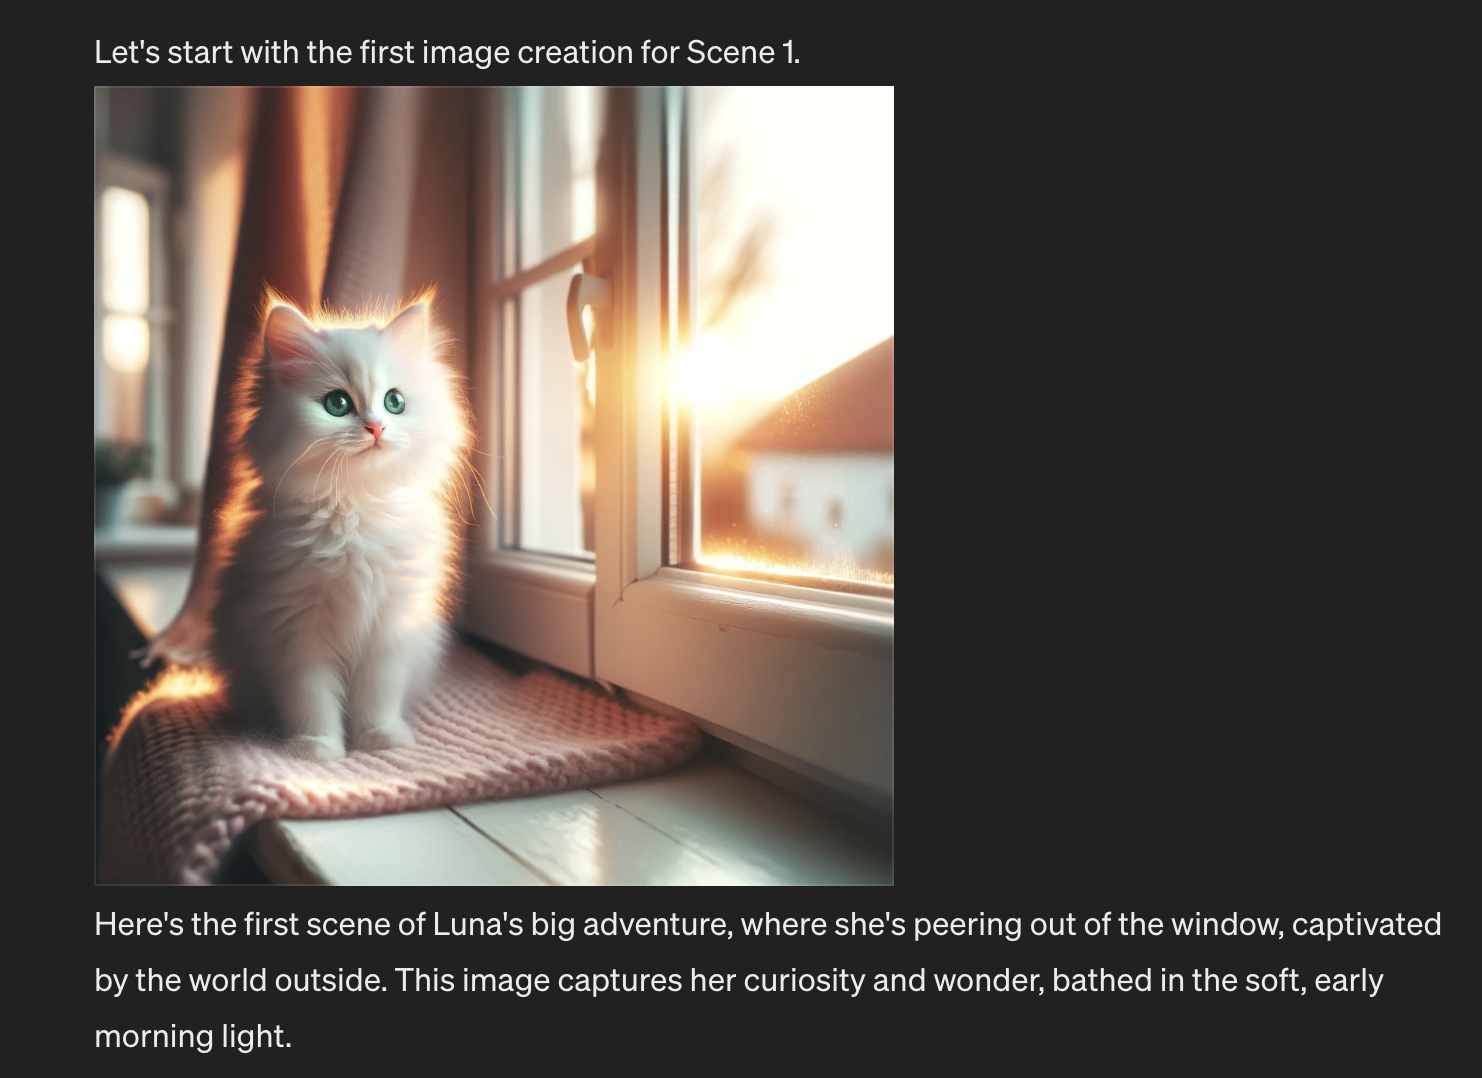 Let's start with the first image creation for Scene 1.
Here's the first scene of Luna's big adventure, where she's peering out of the window, captivated
by the world outside. This image captures her curiosity and wonder, bathed in the soft, early
morning light.